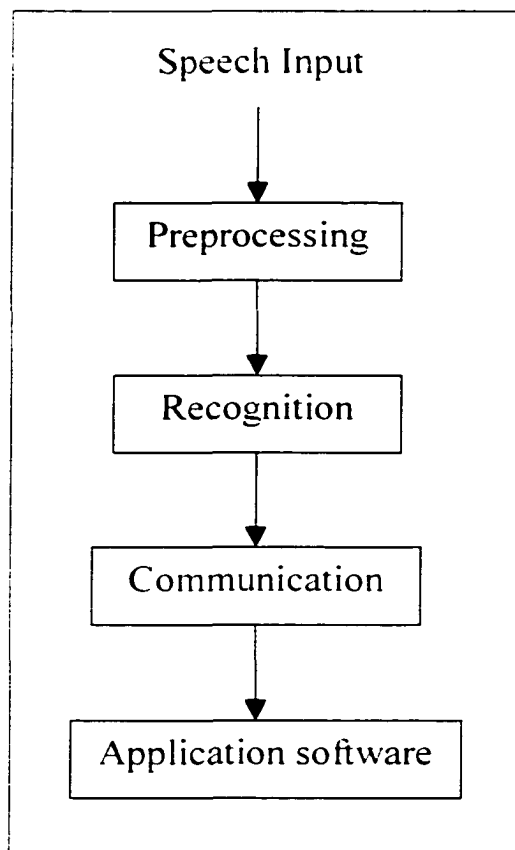 Speech Input
Preprocessing
Recognition
Communication
Application software